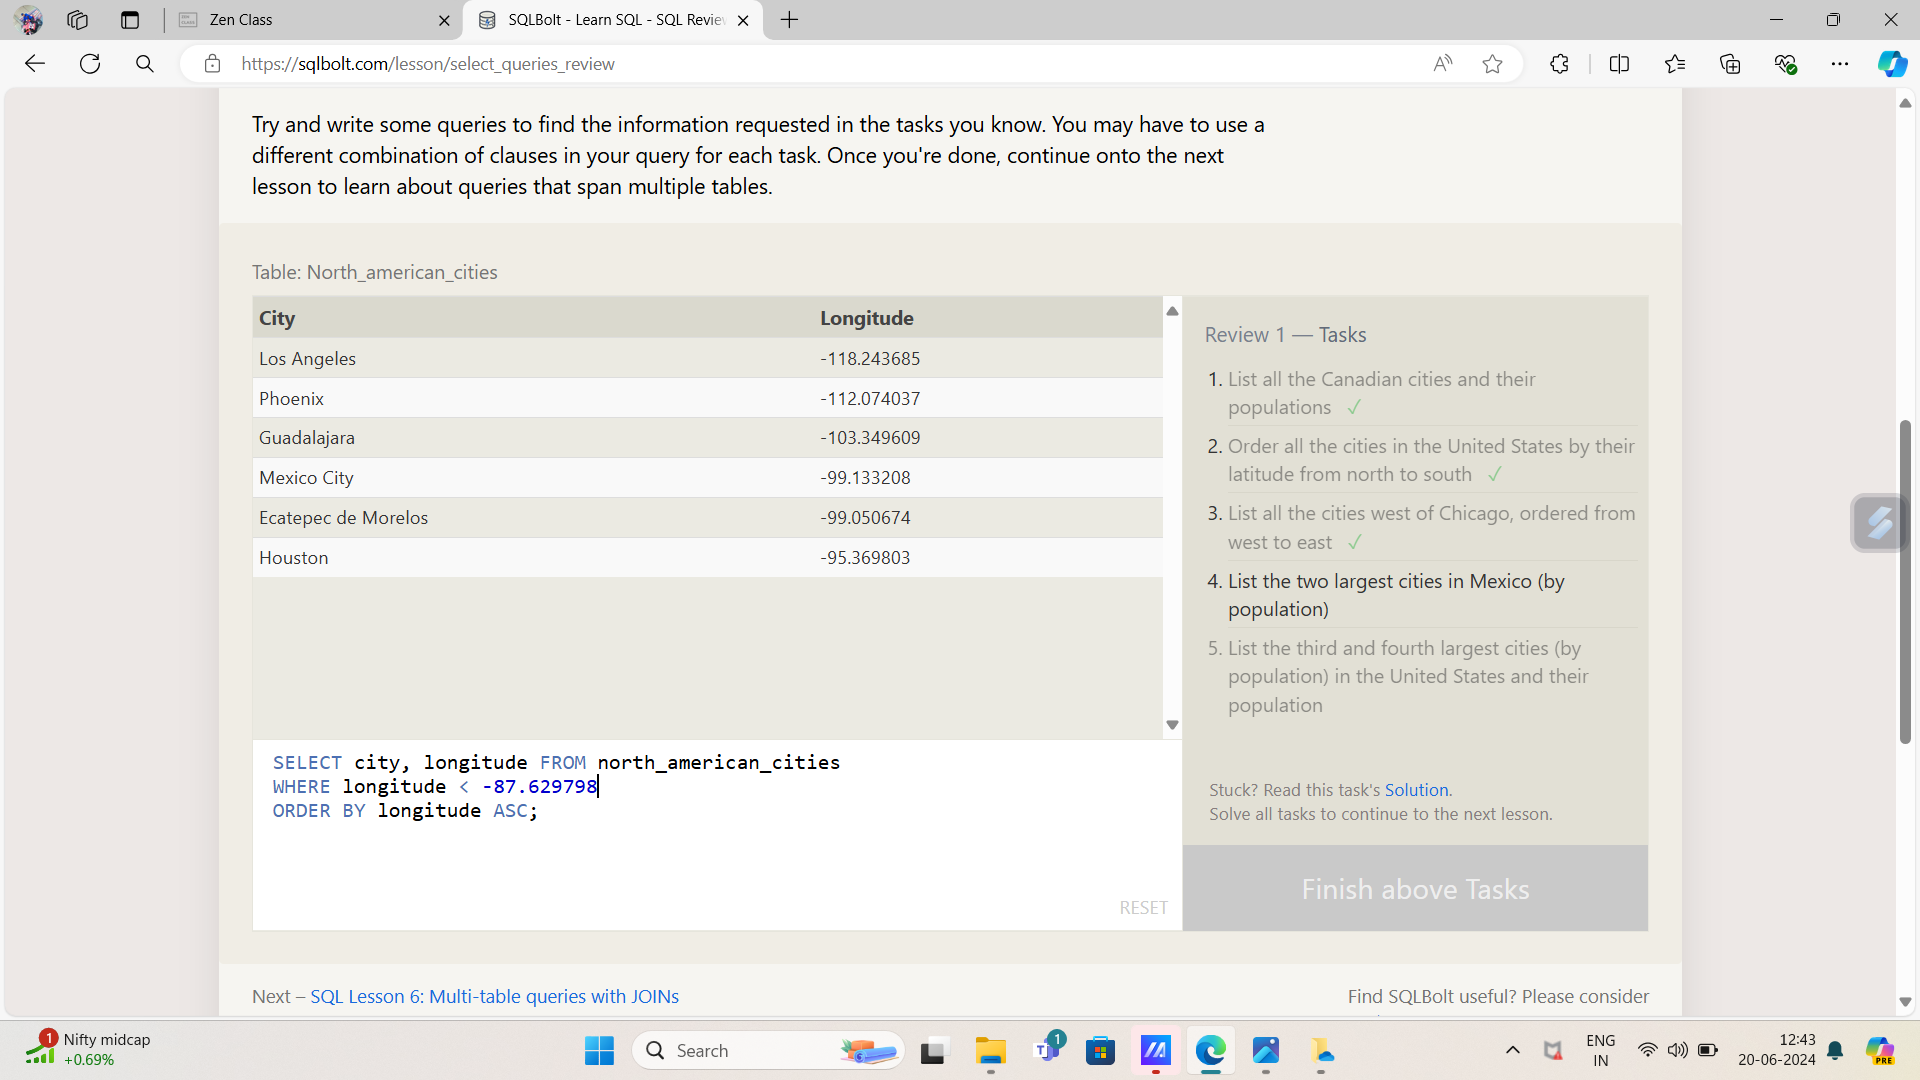 Zen Class
SQLBolt - Learn SQL - SQL Review
https://sqlbolt.com/lesson/select_queries_review
Try and write some queries to find the information requested in the tasks you know. You may have to use a
different combination of clauses in your query for each task. Once you're done, continue onto the next
lesson to learn about queries that span multiple tables.
Table: North_american_cities
City Longitude
Los Angeles -118.243685
Phoenix -112.074037
Guadalajara -103.349609
Mexico City -99.133208
Ecatepec de Morelos -99.050674
Houston -95.369803
SELECT city, longitude FROM north_american_cities
WHERE longitude < -87.629798
ORDER BY longitude ASC;
RESET
Review 1 — Tasks
1. List all the Canadian cities and their
populations ✓
2. Order all the cities in the United States by their
latitude from north to south ✓
3. List all the cities west of Chicago, ordered from
west to east ✓
4. List the two largest cities in Mexico (by
population)
5. List the third and fourth largest cities (by
population) in the United States and their
population
Stuck? Read this task's Solution.
Solve all tasks to continue to the next lesson.
Finish above Tasks
Next – SQL Lesson 6: Multi-table queries with JOINs
Find SQLBolt useful? Please consider
1
Nifty midcap
+0.69%
Search
1
ENG
IN
12:43
20-06-2024
PRE